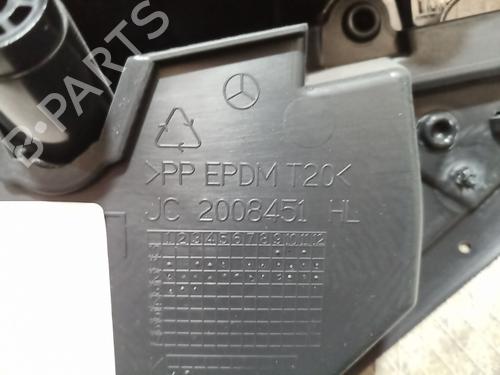 B-PARTS
>PP EPDM T20<
JC 2008451 HL
1 2 3 4 5 6 7 8 9 10 11 12